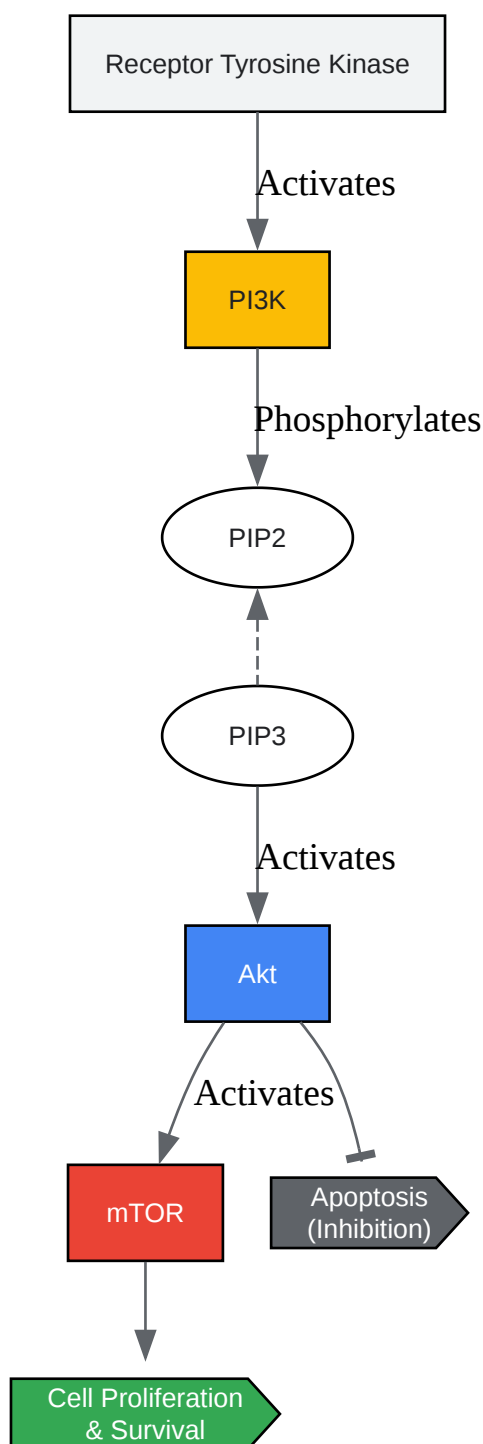 Receptor Tyrosine Kinase
Activates
PI3K
Phosphorylates
PIP2
PIP3
Activates
Akt
Activates
mTOR
Apoptosis
(Inhibition)
Cell Proliferation
& Survival